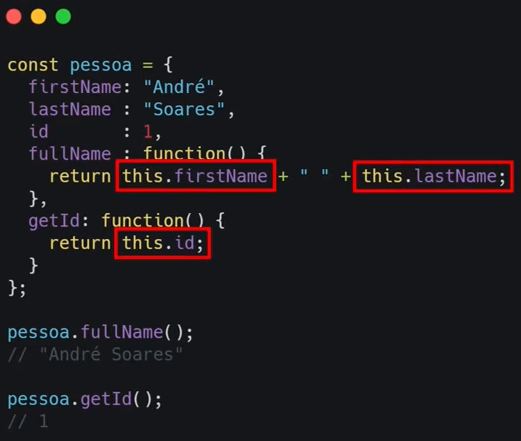 const pessoa = {
  firstName: "André",
  lastName : "Soares",
  id       : 1,
  fullName : function() {
    return this.firstName + " " + this.lastName;
  },
  getId: function() {
    return this.id;
  }
};

pessoa.fullName();
// "André Soares"

pessoa.getId();
// 1